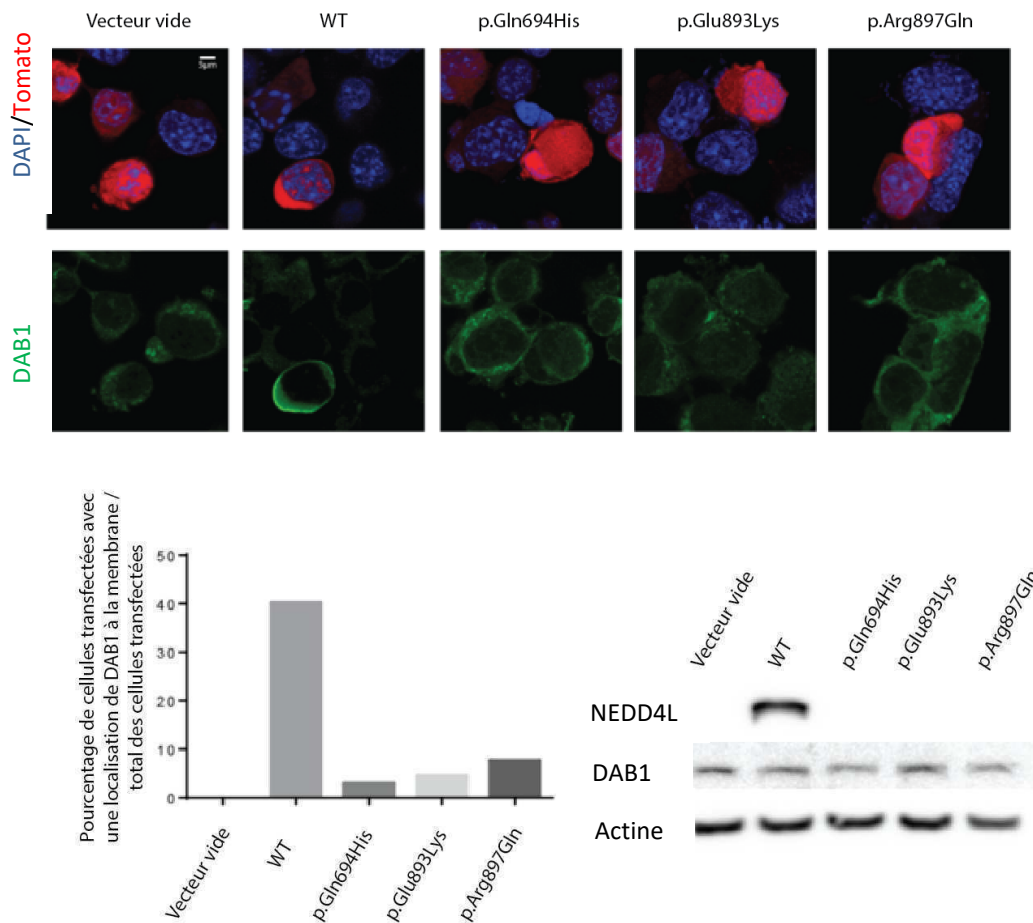 Vecteur vide WT p.Gln694His p.Glu893Lys p.Arg897Gln
DAPI/Tomato
3µm
DAB1
Pourcentage de cellules transfectées avec
une localisation de DAB1 à la membrane /
total des cellules transfectées
50
40
30
20
10
0
Vecteur vide
WT
p.Gln694His
p.Glu893Lys
p.Arg897Gln
Vecteur vide
WT
p.Gln694His
p.Glu893Lys
p.Arg897Gln
NEDD4L
DAB1
Actine